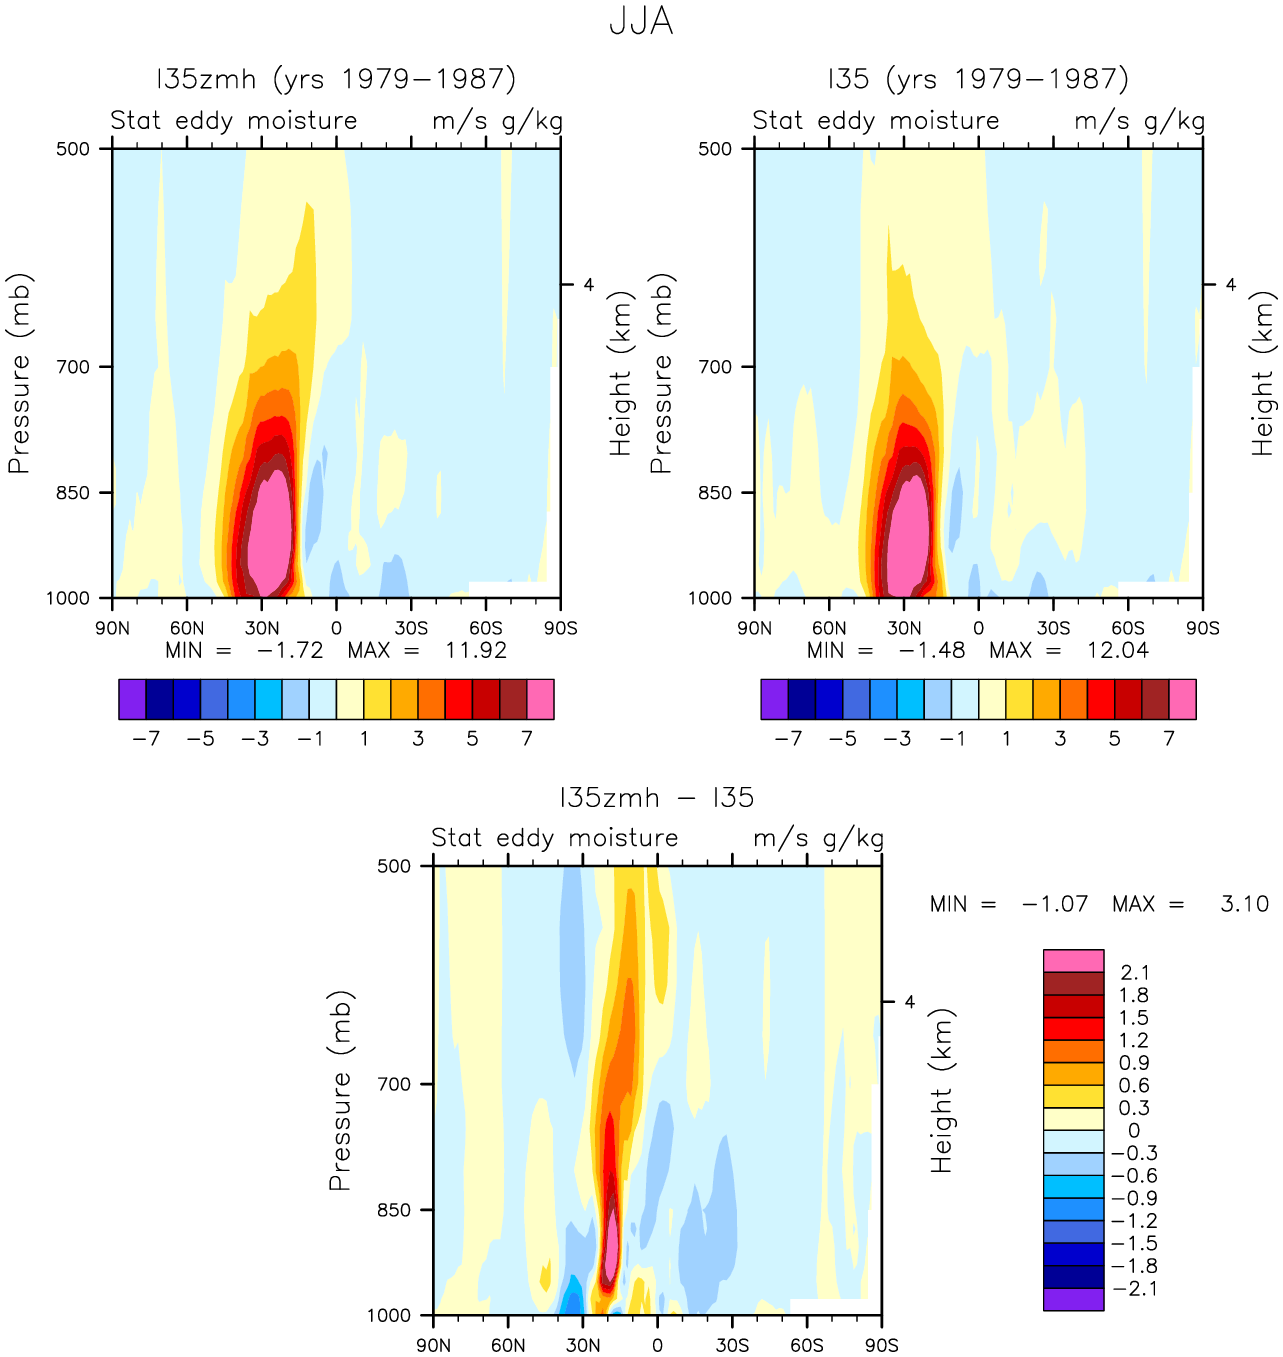 JJA
l35zmh (yrs 1979−1987)
Stat eddy moisture m/s g/kg
500
700
850
1000
Pressure (mb)
4
Height (km)
90N 60N 30N 0 30S 60S 90S
MIN = −1.72 MAX = 11.92
−7 −5 −3 −1 1 3 5 7
l35 (yrs 1979−1987)
Stat eddy moisture m/s g/kg
500
700
850
1000
Pressure (mb)
4
Height (km)
90N 60N 30N 0 30S 60S 90S
MIN = −1.48 MAX = 12.04
−7 −5 −3 −1 1 3 5 7
l35zmh − l35
Stat eddy moisture m/s g/kg
500
700
850
1000
Pressure (mb)
4
Height (km)
90N 60N 30N 0 30S 60S 90S
MIN = −1.07 MAX = 3.10
2.1
1.8
1.5
1.2
0.9
0.6
0.3
0
−0.3
−0.6
−0.9
−1.2
−1.5
−1.8
−2.1